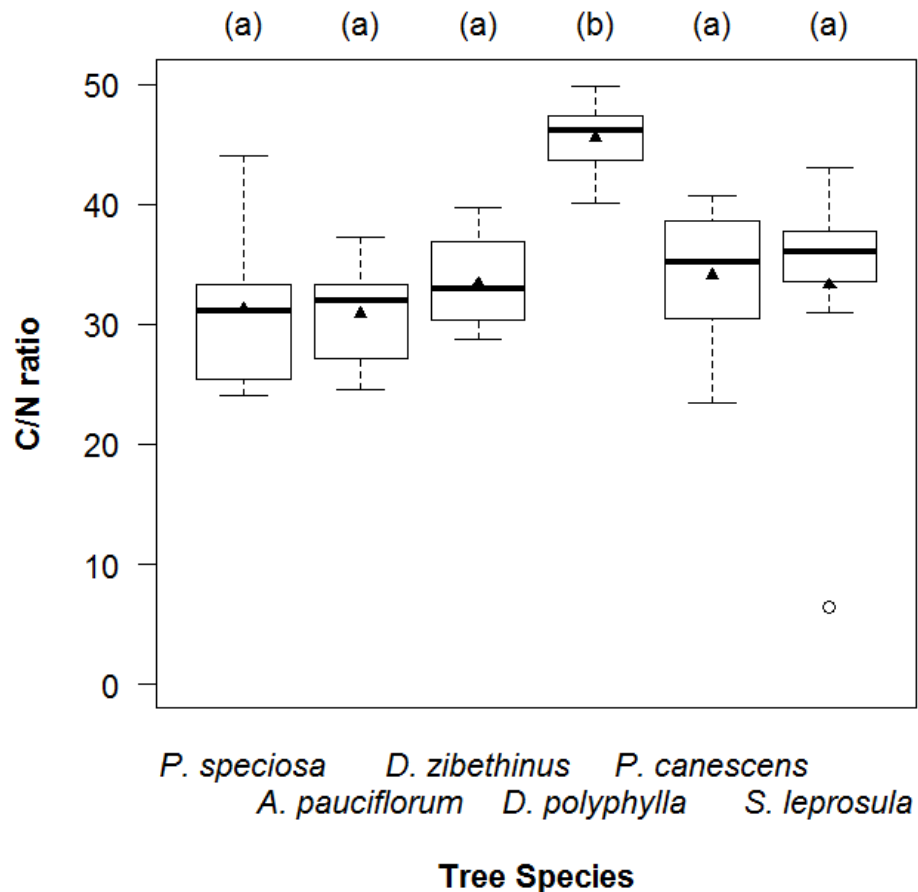 (a) (a) (a) (b) (a) (a)
50
40
30
20
10
0
C/N ratio
P. speciosa D. zibethinus P. canescens
A. pauciflorum D. polyphylla S. leprosula
Tree Species